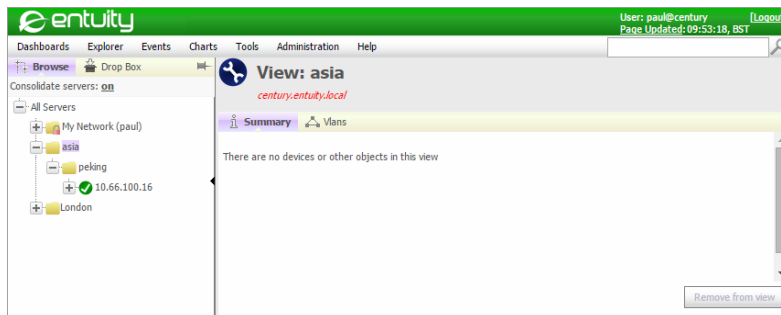 entuity
User: paul@century [Logout
Page Updated: 09:53:18, BST
Dashboards Explorer Events Charts Tools Administration Help
Browse Drop Box
Consolidate servers: on
All Servers
My Network (paul)
asia
peking
10.66.100.16
London
View: asia
century.entuity.local
Summary Vlans
There are no devices or other objects in this view
Remove from view